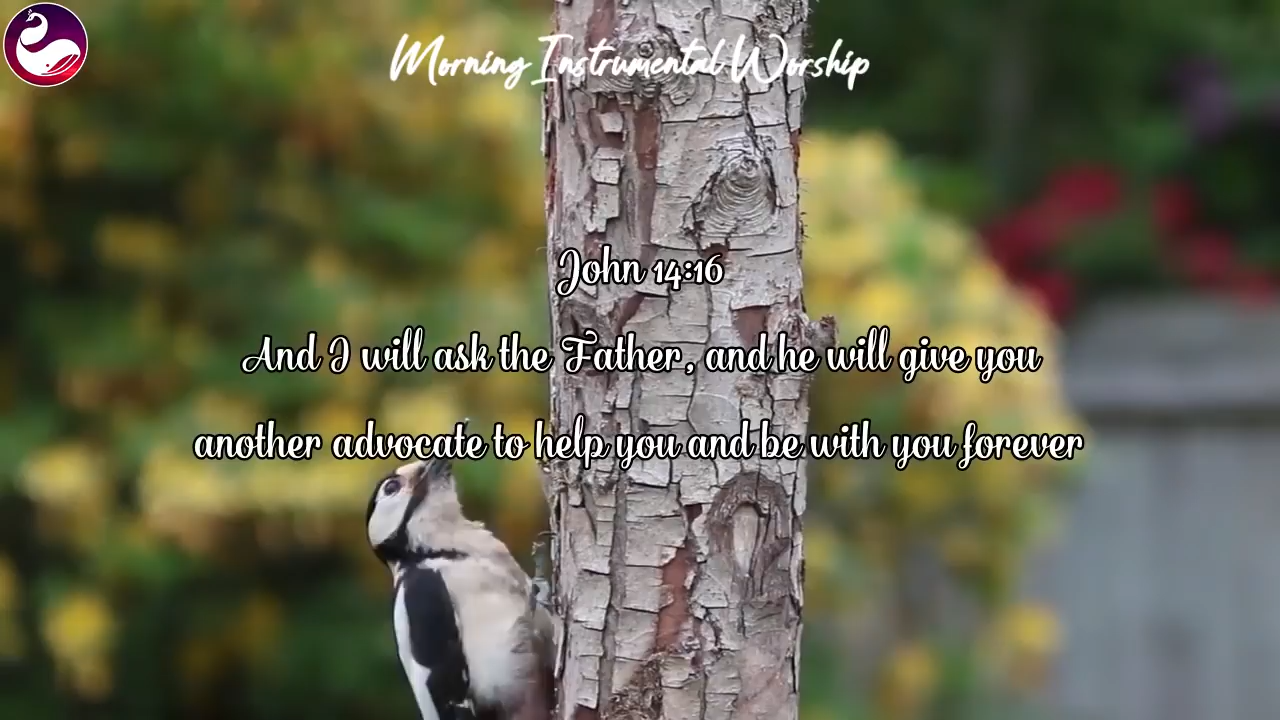 Morning Instrumental Worship
John 14:16
And I will ask the Father, and he will give you
another advocate to help you and be with you forever